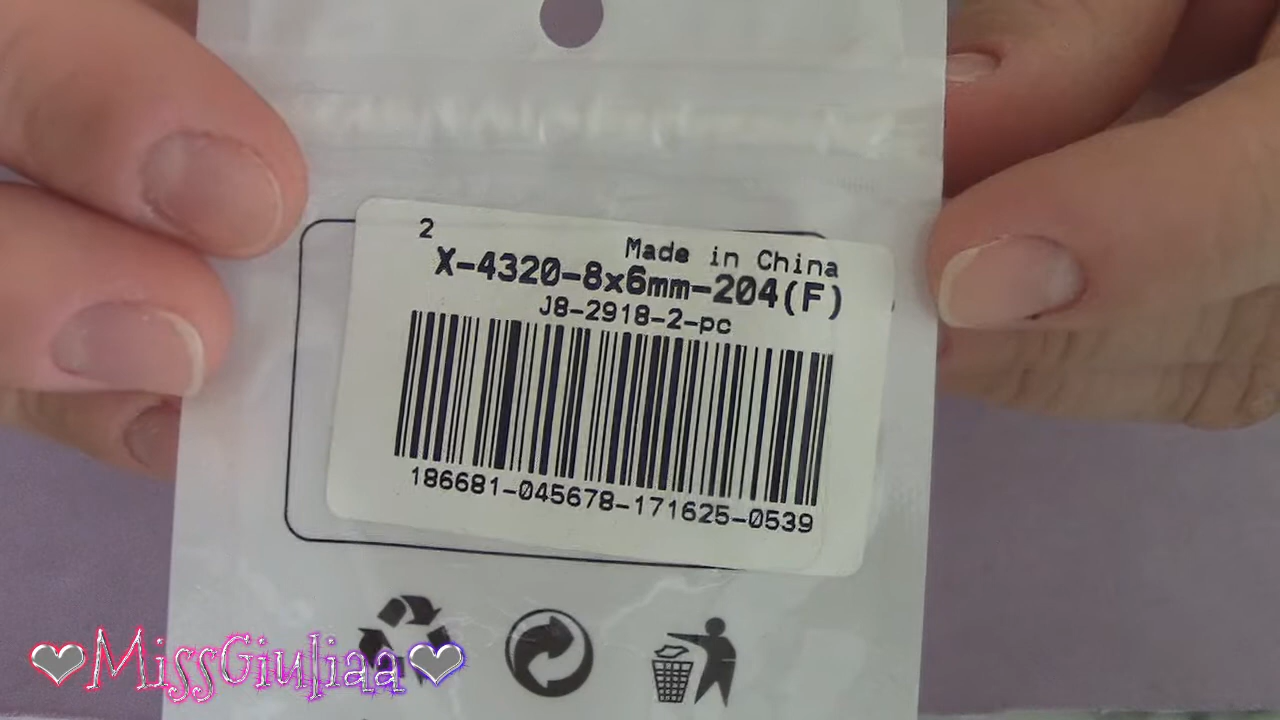 2
Made in China
X-4320-8x6mm-204(F)
J8-2918-2-pc
186681-045678-171625-0539
❤MissGiuliaa❤